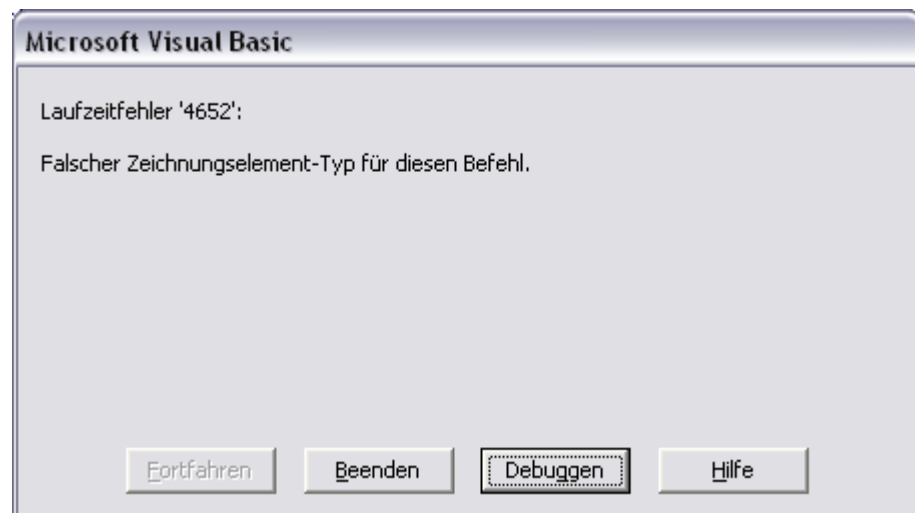 Microsoft Visual Basic
Laufzeitfehler '4652':
Falscher Zeichnungselement-Typ für diesen Befehl.
Fortfahren
Beenden
Debuggen
Hilfe